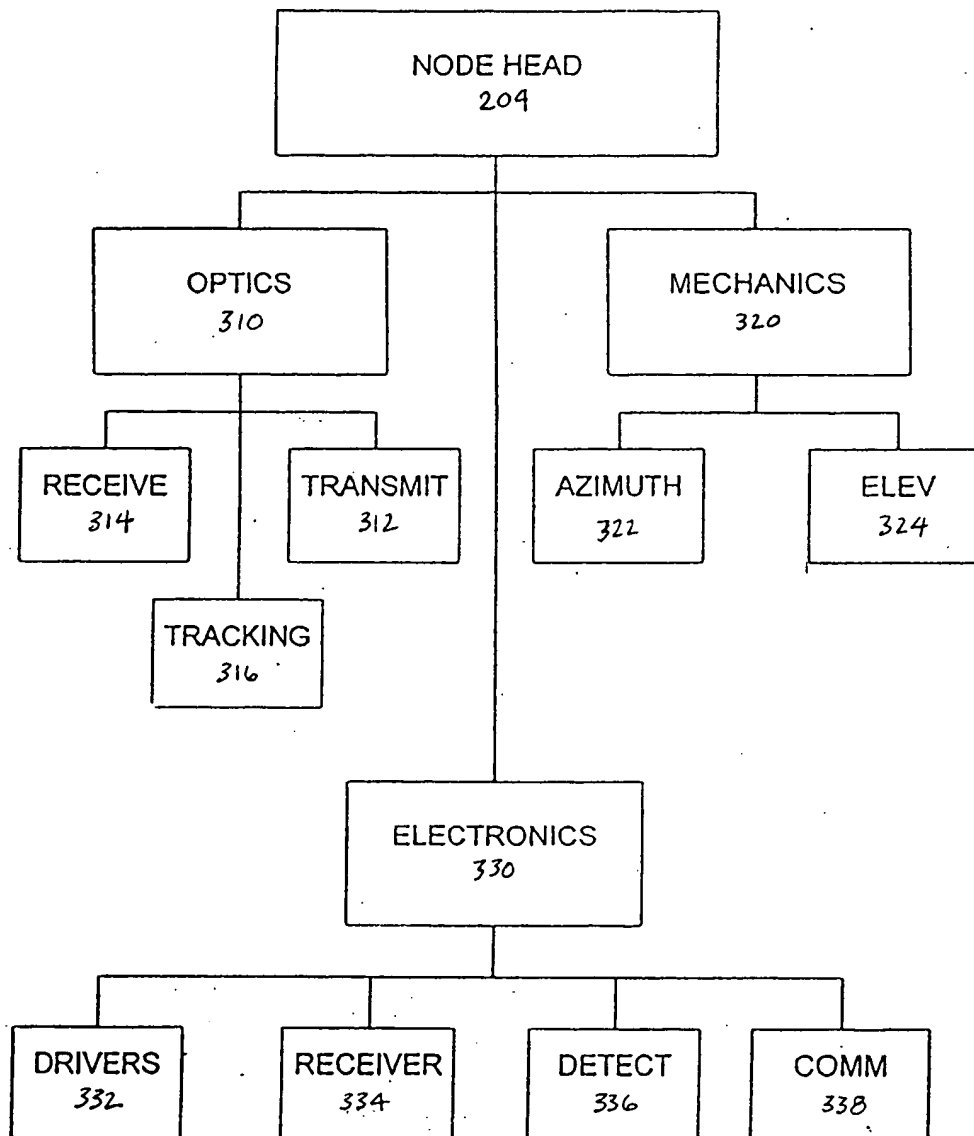 NODE HEAD
209
OPTICS
310
MECHANICS
320
RECEIVE
314
TRANSMIT
312
AZIMUTH
322
ELEV
324
TRACKING
316
ELECTRONICS
330
DRIVERS
332
RECEIVER
334
DETECT
336
COMM
338